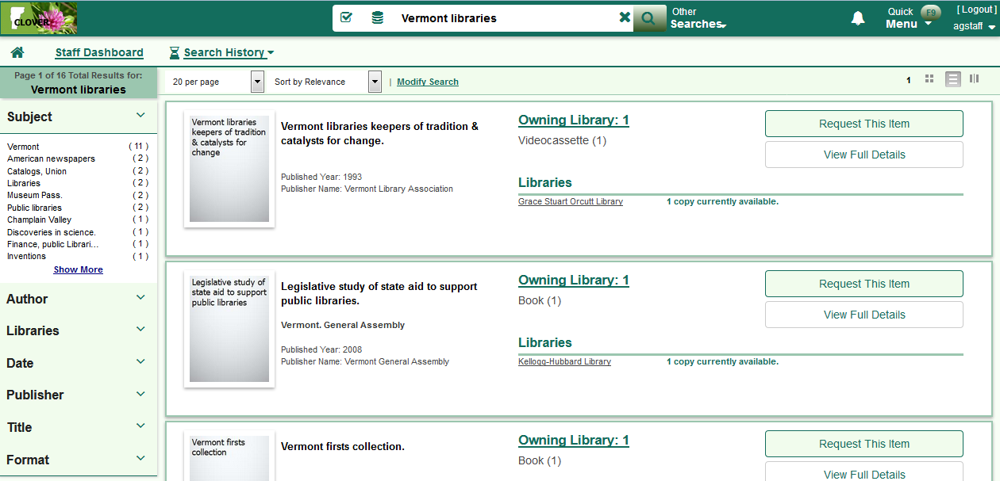 CLOVER
Vermont libraries
Other
Searches
Quick
Menu
F9
[ Logout ]
agstaff
Staff Dashboard
Search History
Page 1 of 16 Total Results for:
Vermont libraries
20 per page
Sort by Relevance
| Modify Search
1
Subject
Vermont ( 11 )
American newspapers ( 2 )
Catalogs, Union ( 2 )
Libraries ( 2 )
Museum Pass. ( 2 )
Public libraries ( 2 )
Champlain Valley ( 1 )
Discoveries in science. ( 1 )
Finance, public Librari... ( 1 )
Inventions ( 1 )
Show More
Author
Libraries
Date
Publisher
Title
Format
Vermont libraries
keepers of tradition
& catalysts for
change
Vermont libraries keepers of tradition &
catalysts for change.
Published Year: 1993
Publisher Name: Vermont Library Association
Owning Library: 1
Videocassette (1)
Libraries
Grace Stuart Orcutt Library
1 copy currently available.
Request This Item
View Full Details
Legislative study of
state aid to support
public libraries
Legislative study of state aid to support
public libraries.
Vermont. General Assembly
Published Year: 2008
Publisher Name: Vermont General Assembly
Owning Library: 1
Book (1)
Libraries
Kellogg-Hubbard Library
1 copy currently available.
Request This Item
View Full Details
Vermont firsts
collection
Vermont firsts collection.
Owning Library: 1
Book (1)
Request This Item
View Full Details